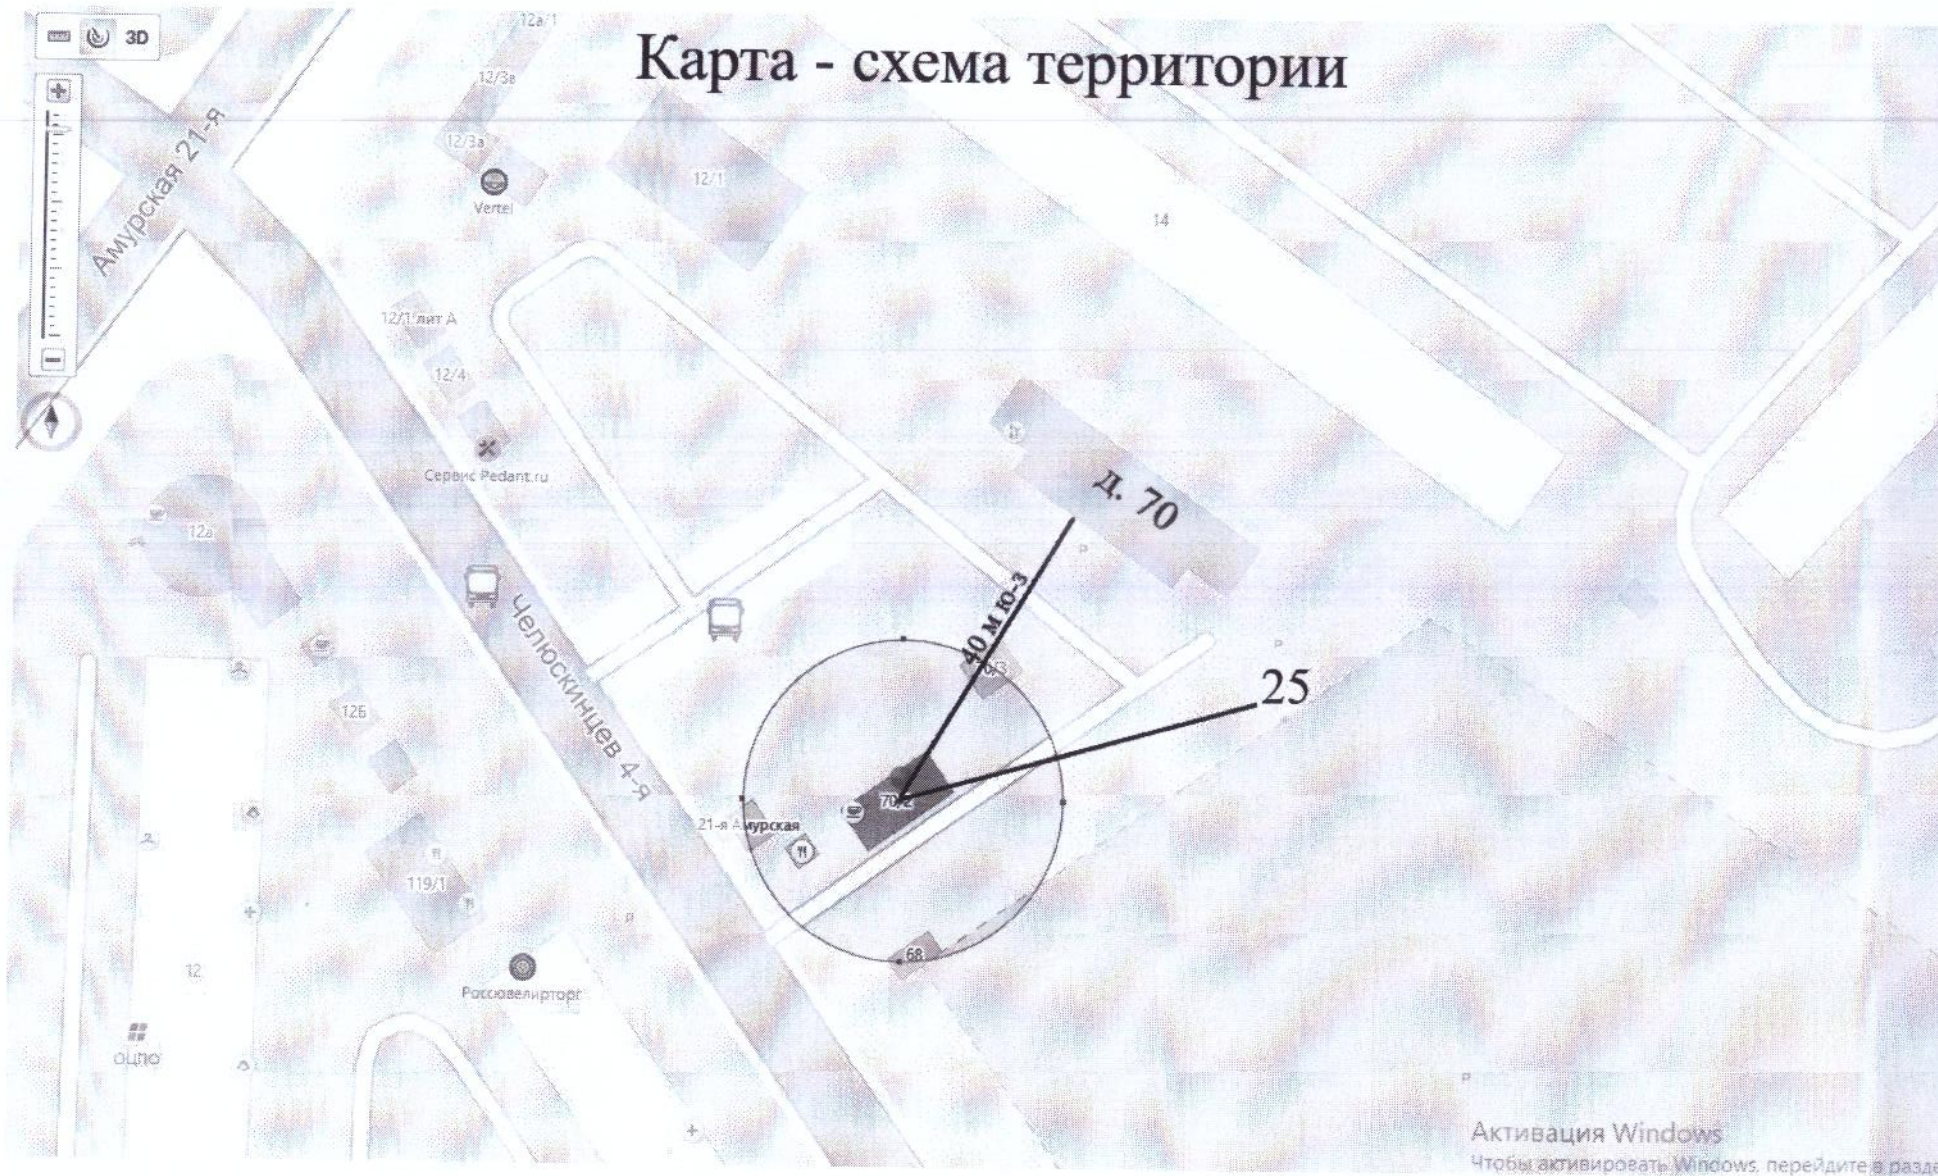 3D
Карта - схема территории
12а/1
12/3в
12/3а
Vertel
12/1
14
Амурская 21-я
12/1 лит А
12/4
Сервис Pedant.ru
12а
д. 70
P
40 м ю-з
Челюскинцев 4-я
P
25
12Б
70/2
21-я Амурская
119/1
P
68
12
Россювелирторг
ОЦПО
P
Активация Windows
Чтобы активировать Windows, перейдите в